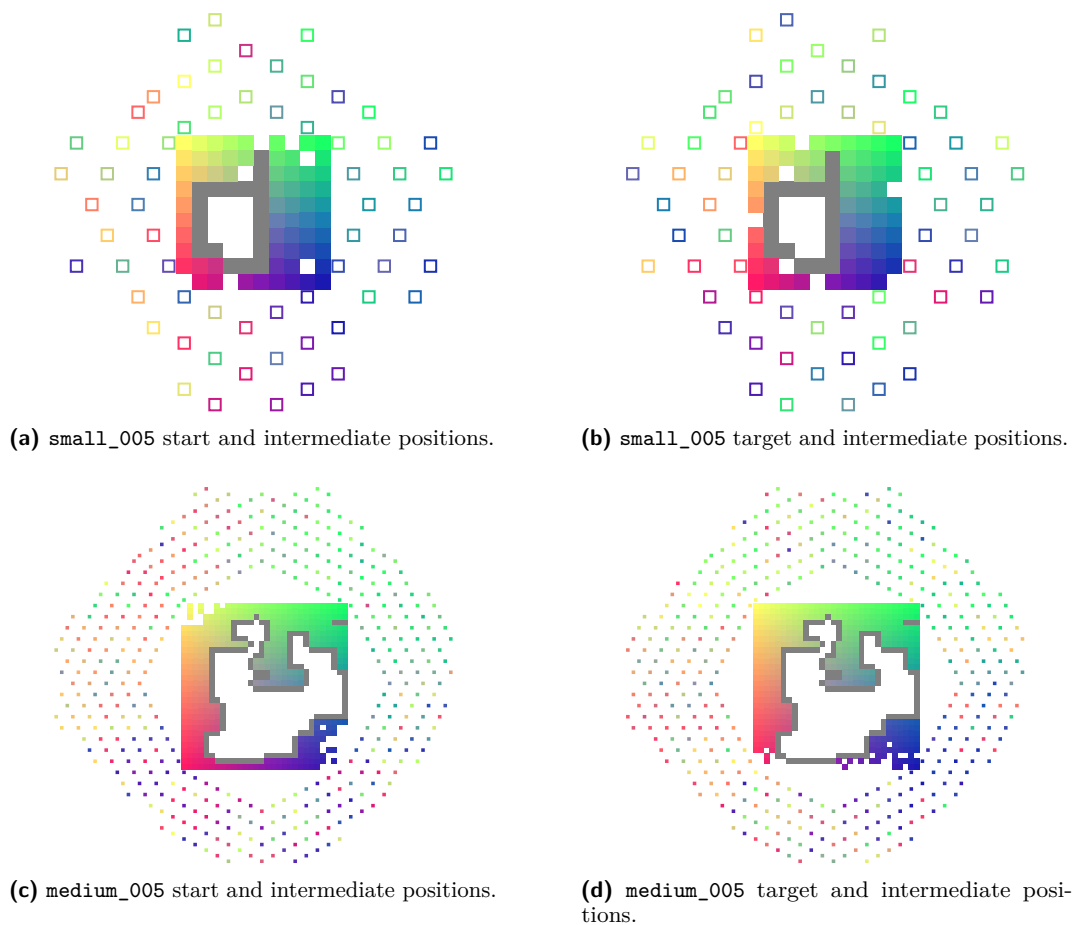 (a) small_005 start and intermediate positions.
(b) small_005 target and intermediate positions.
(c) medium_005 start and intermediate positions.
(d) medium_005 target and intermediate posi-
tions.